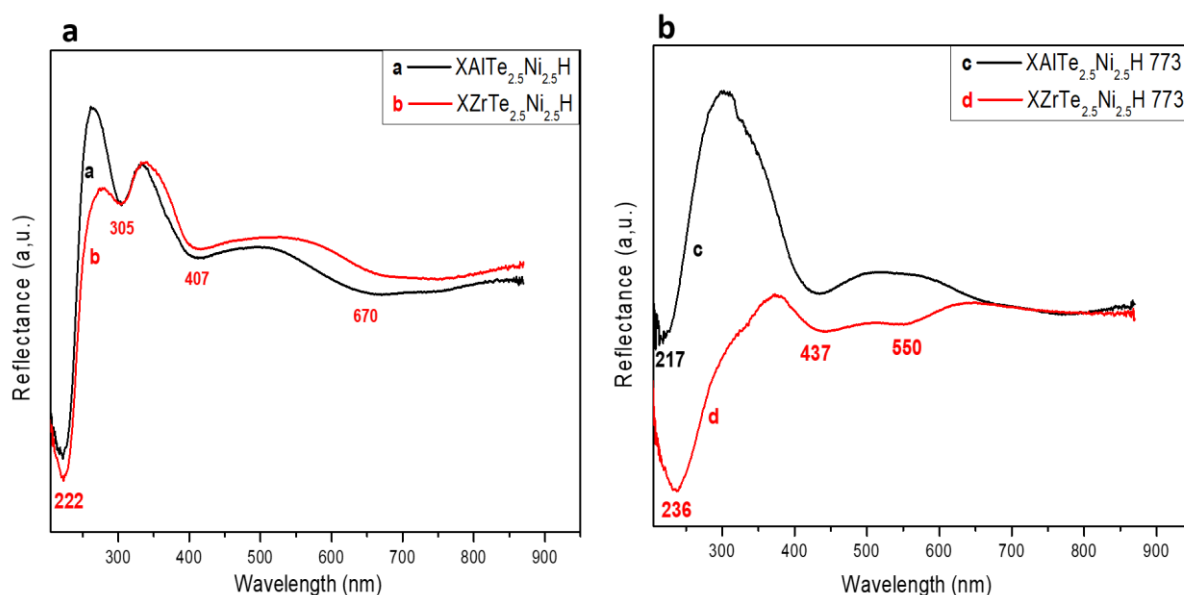 a
a XAlTe2.5Ni2.5H
b XZrTe2.5Ni2.5H
a
b
305
407
670
222
Reflectance (a,u.)
300 400 500 600 700 800 900
Wavelength (nm)
b
c XAlTe2.5Ni2.5H 773
d XZrTe2.5Ni2.5H 773
c
217
437
550
d
236
Reflectance (a.u.)
300 400 500 600 700 800 900
Wavelength (nm)